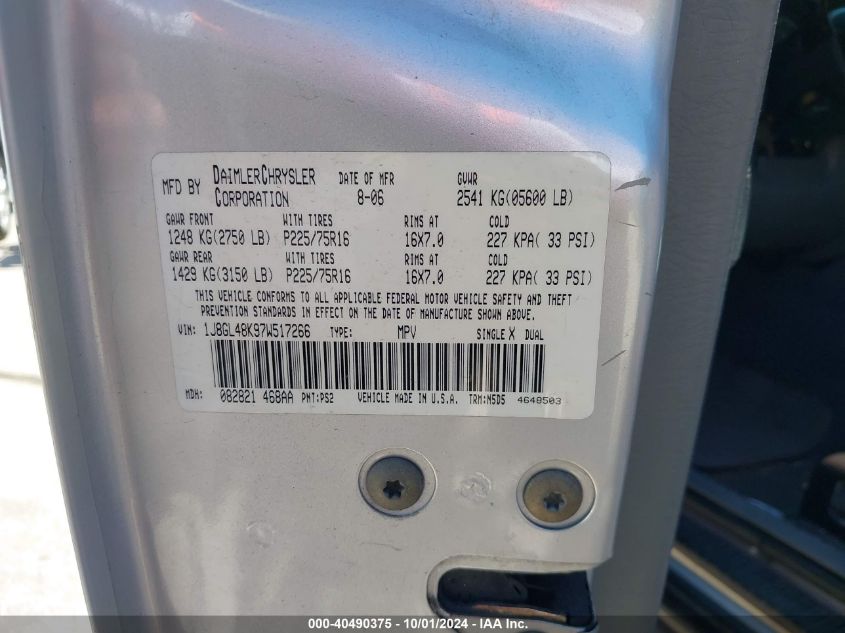 MFD BY DAIMLERCHRYSLER CORPORATION DATE OF MFR 8-06 GVWR 2541 KG(05600 LB)
GAWR FRONT WITH TIRES RIMS AT COLD
1248 KG(2750 LB) P225/75R16 16X7.0 227 KPA( 33 PSI)
GAWR REAR WITH TIRES RIMS AT COLD
1429 KG(3150 LB) P225/75R16 16X7.0 227 KPA( 33 PSI)
THIS VEHICLE CONFORMS TO ALL APPLICABLE FEDERAL MOTOR VEHICLE SAFETY AND THEFT
PREVENTION STANDARDS IN EFFECT ON THE DATE OF MANUFACTURE SHOWN ABOVE.
VIN: 1J8GL48K97W517266 TYPE: MPV SINGLE X DUAL
MDH: 082821 468AA PNT:PS2 VEHICLE MADE IN U.S.A. TRM:N5D5 4648503
000-40490375 - 10/01/2024 - IAA Inc.